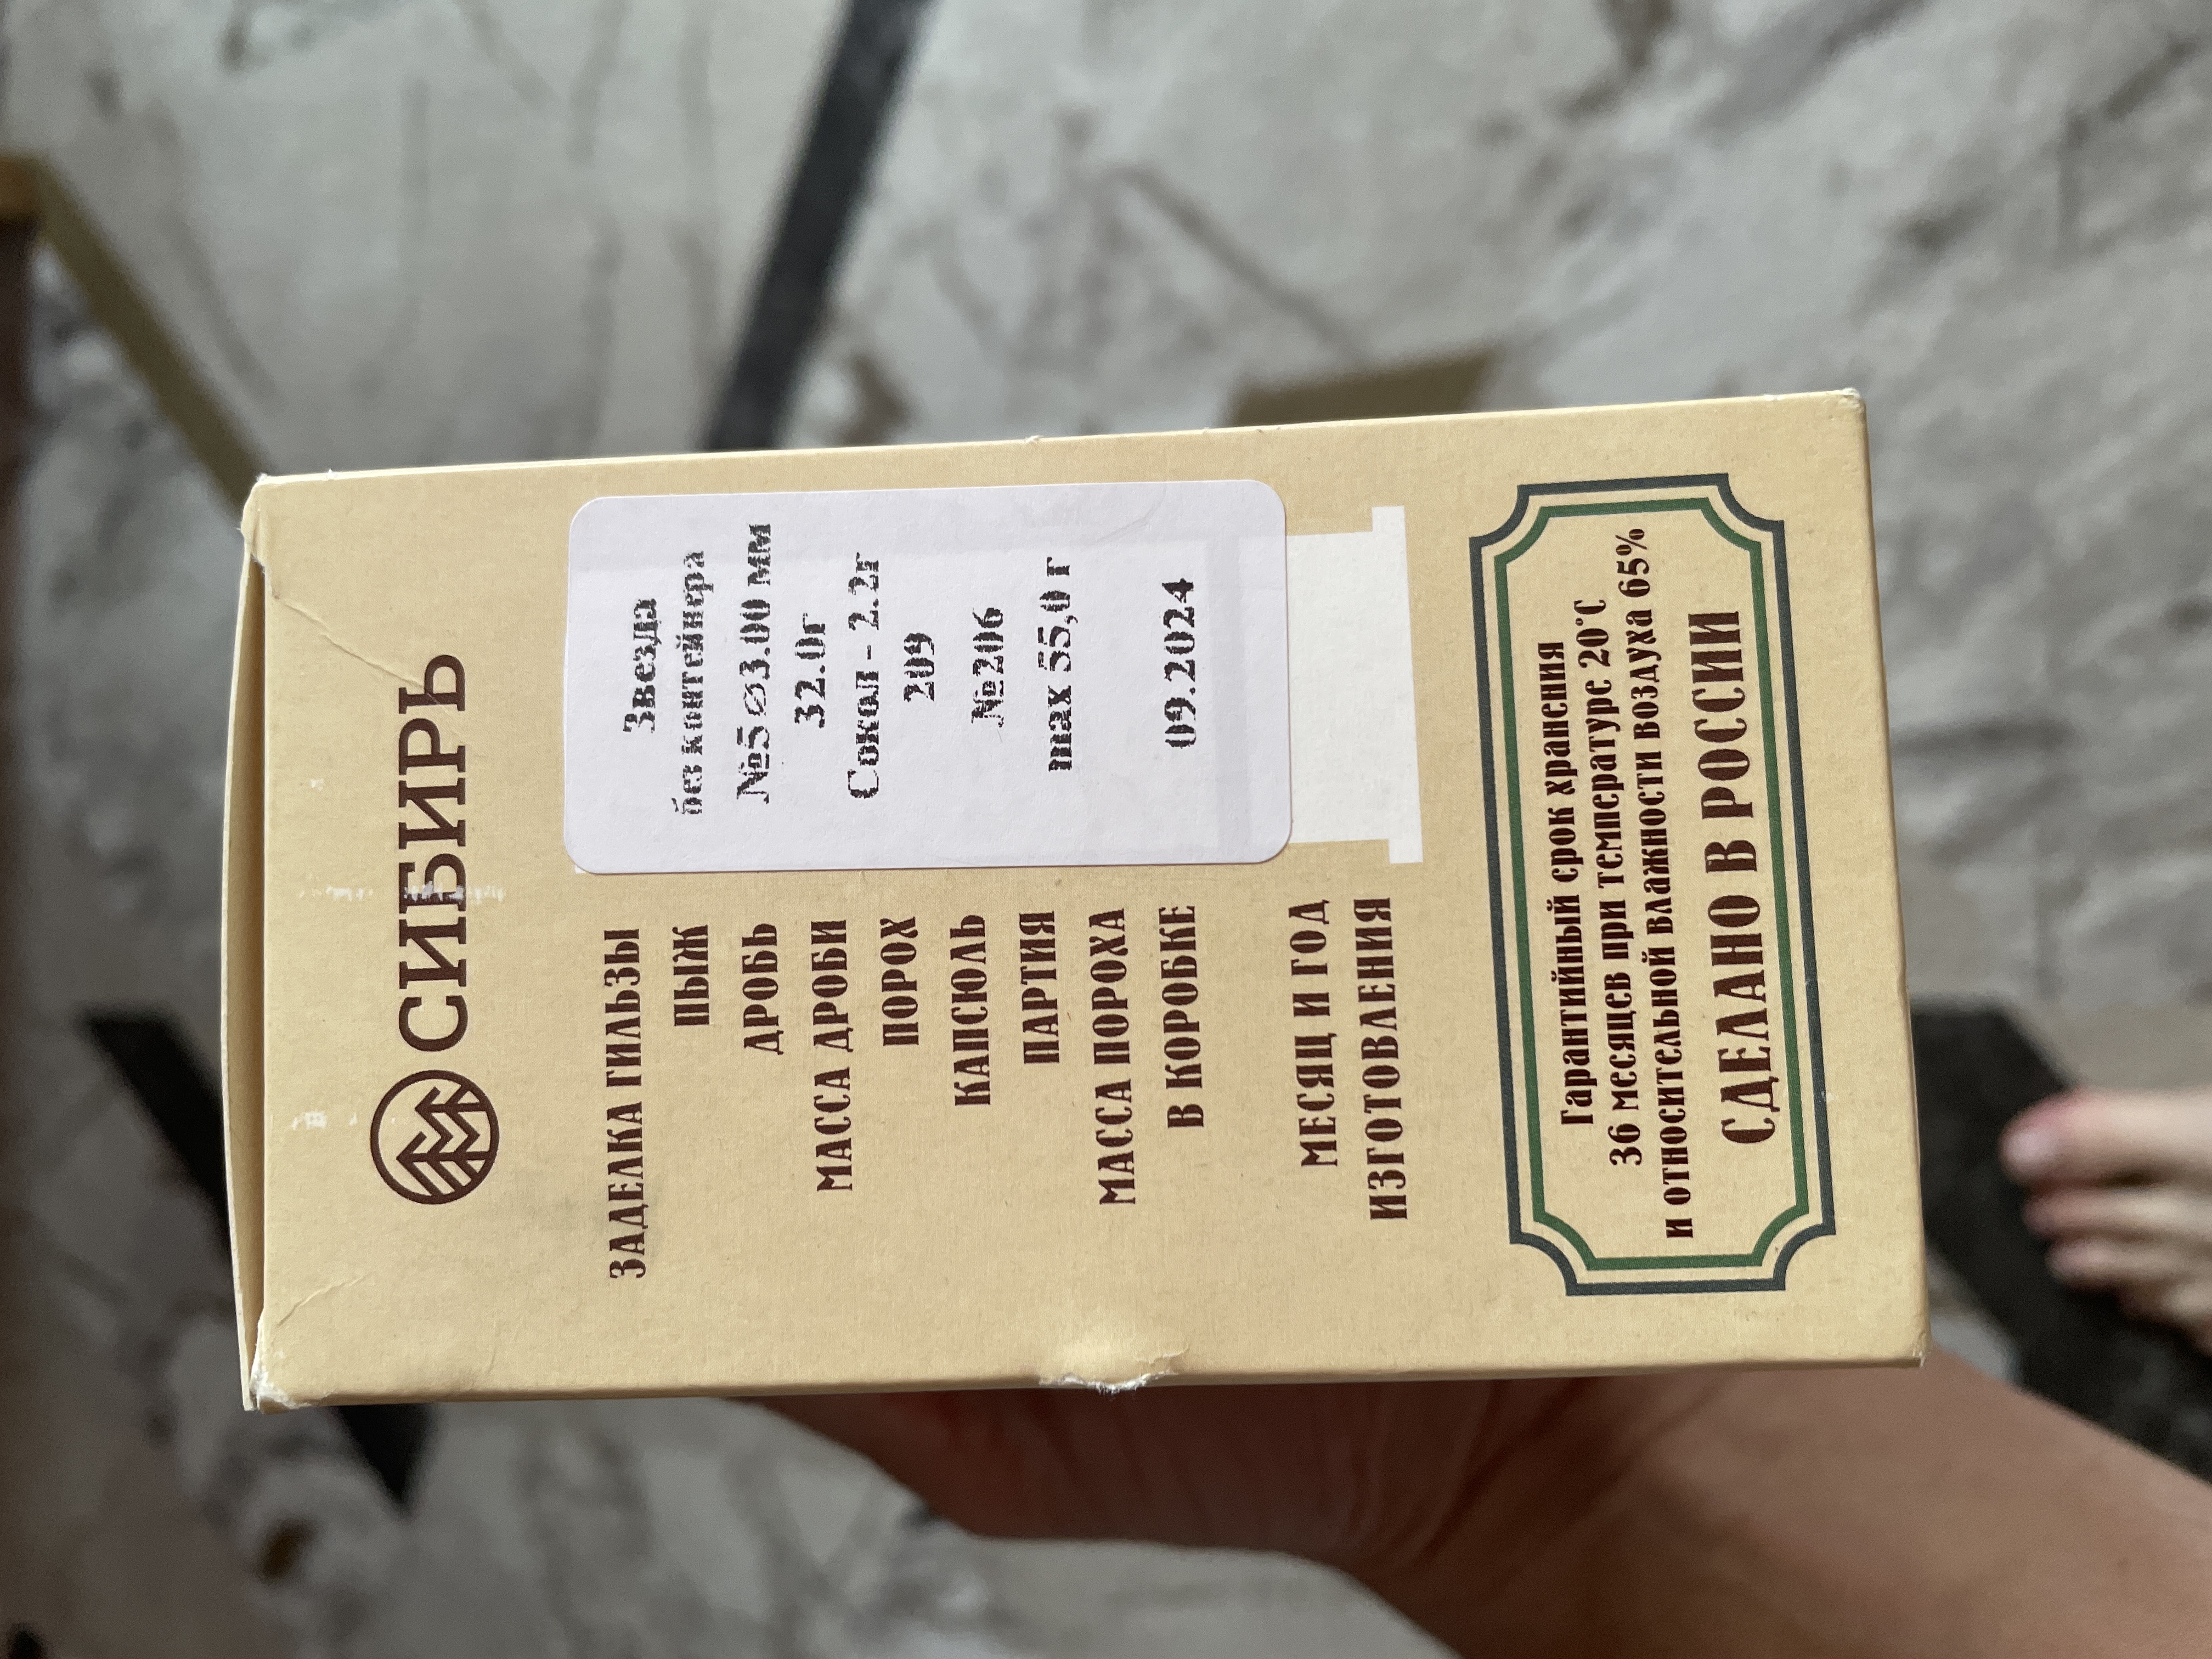 СИБИРЬ
ЗАДЕЛКА ГИЛЬЗЫ Звезда
ПЫЖ без контейнера
ДРОБЬ №5 ⌀3.00 мм
МАССА ДРОБИ 32.0г
ПОРОХ Сокол - 2.2г
КАПСЮЛЬ 209
ПАРТИЯ №206
МАССА ПОРОХА max 55,0 г
В КОРОБКЕ
МЕСЯЦ И ГОД 09.2024
ИЗГОТОВЛЕНИЯ
Гарантийный срок хранения
36 месяцев при температуре 20°С
и относительной влажности воздуха 65%
СДЕЛАНО В РОССИИ